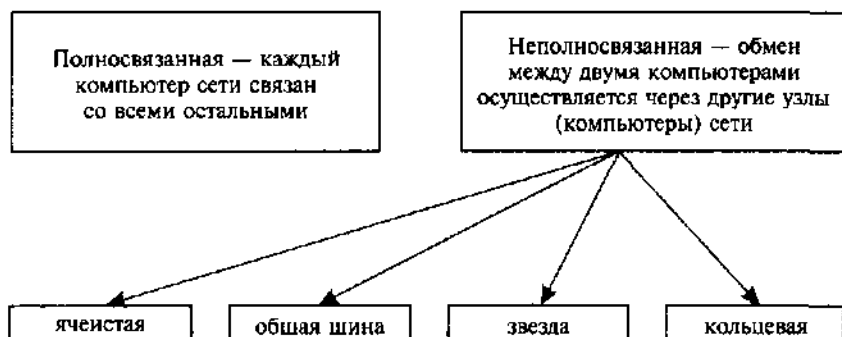 Полносвязанная — каждый
компьютер сети связан
со всеми остальными
Неполносвязанная — обмен
между двумя компьютерами
осуществляется через другие узлы
(компьютеры) сети
ячеистая
общая шина
звезда
кольцевая